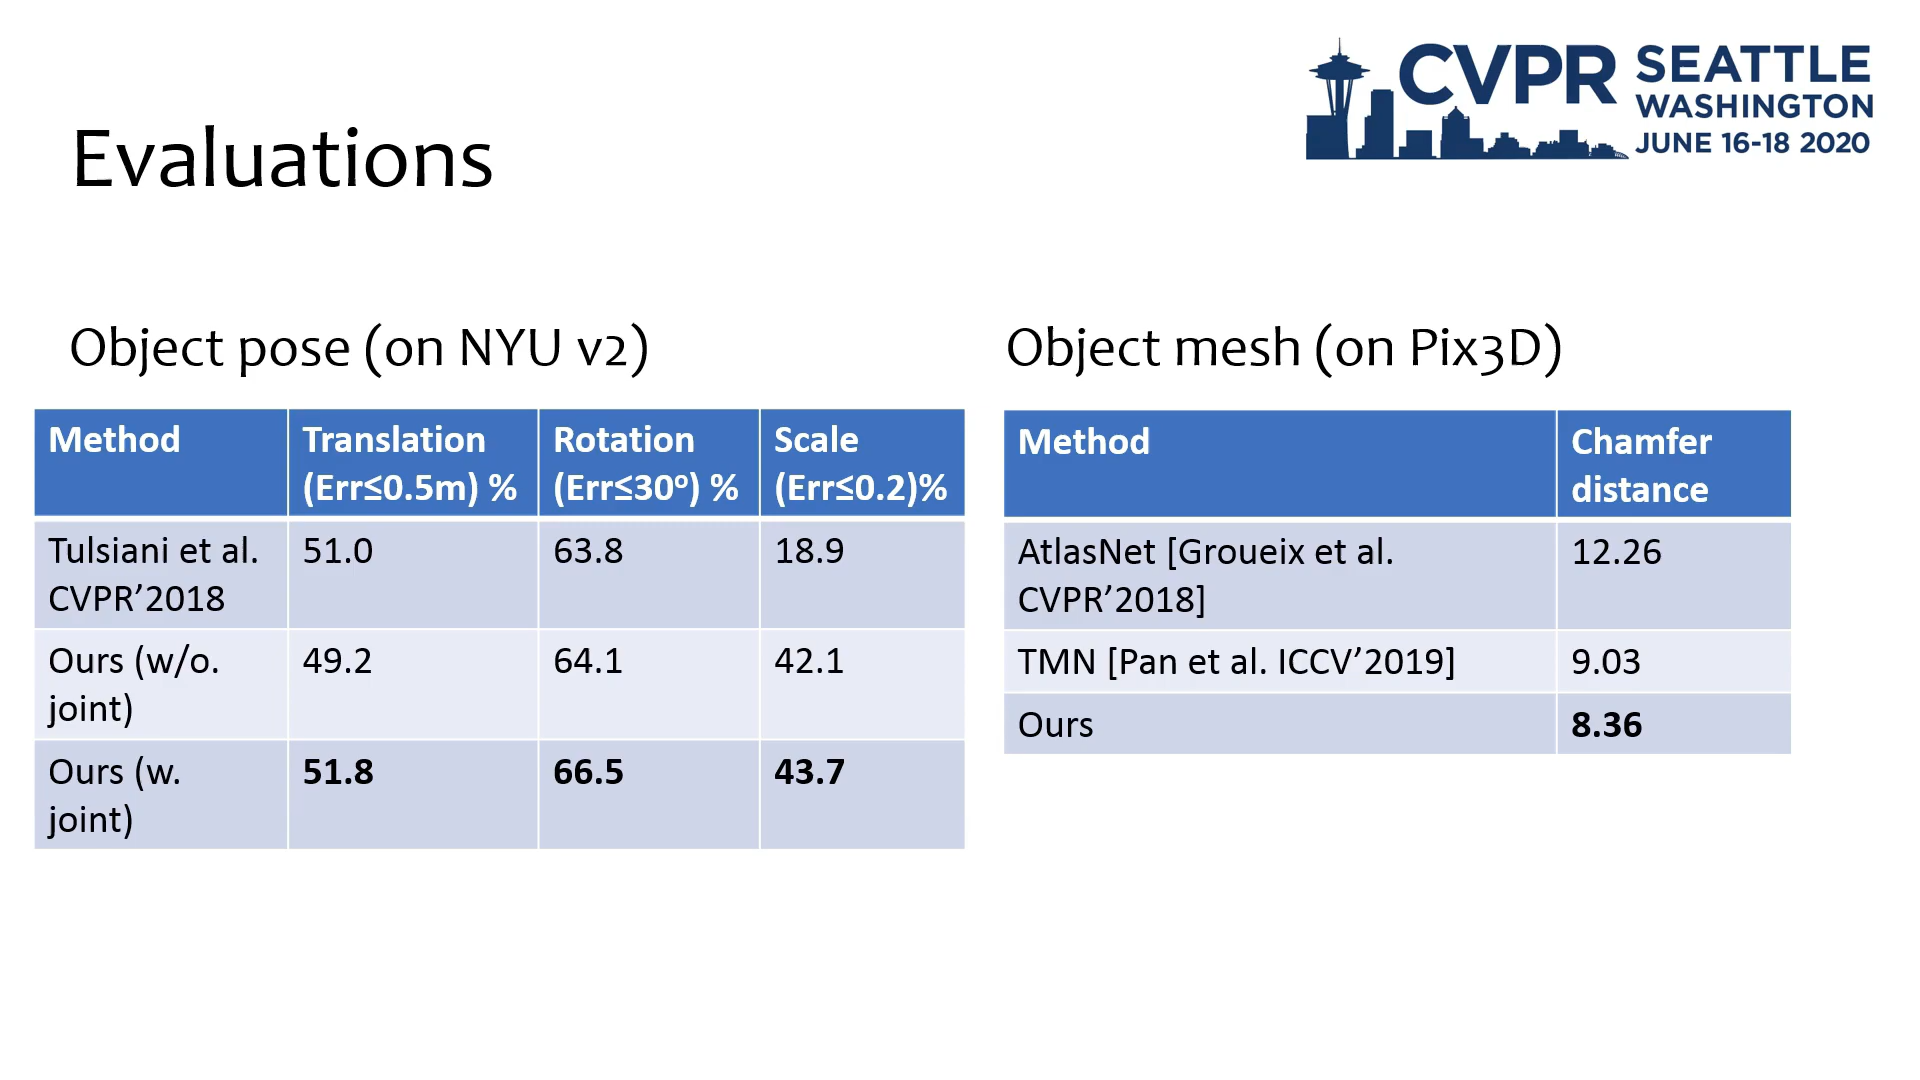 CVPR SEATTLE
WASHINGTON
JUNE 16-18 2020
Evaluations
Object pose (on NYU v2)
Method Translation (Err≤0.5m) % Rotation (Err≤30º) % Scale (Err≤0.2)%
Tulsiani et al. CVPR’2018 51.0 63.8 18.9
Ours (w/o. joint) 49.2 64.1 42.1
Ours (w. joint) 51.8 66.5 43.7
Object mesh (on Pix3D)
Method Chamfer distance
AtlasNet [Groueix et al. CVPR’2018] 12.26
TMN [Pan et al. ICCV’2019] 9.03
Ours 8.36